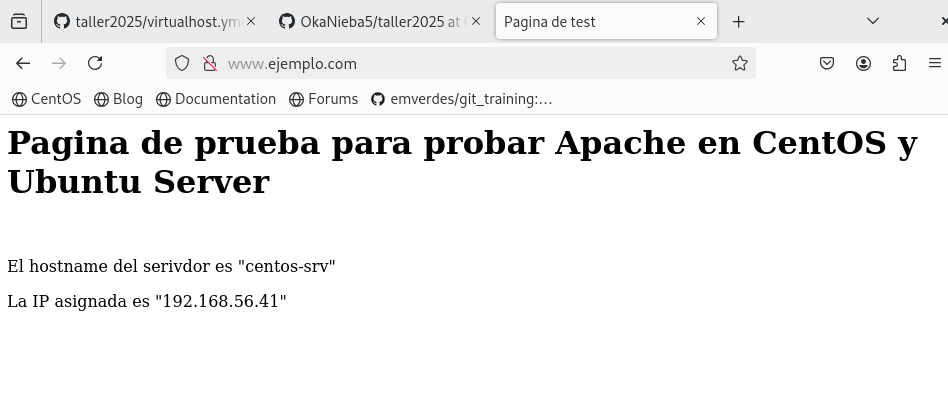 taller2025/virtualhost.ym
OkaNieba5/taller2025 at
Pagina de test
www.ejemplo.com
CentOS
Blog
Documentation
Forums
emverdes/git_training:...
Pagina de prueba para probar Apache en CentOS y
Ubuntu Server
El hostname del serivdor es "centos-srv"
La IP asignada es "192.168.56.41"